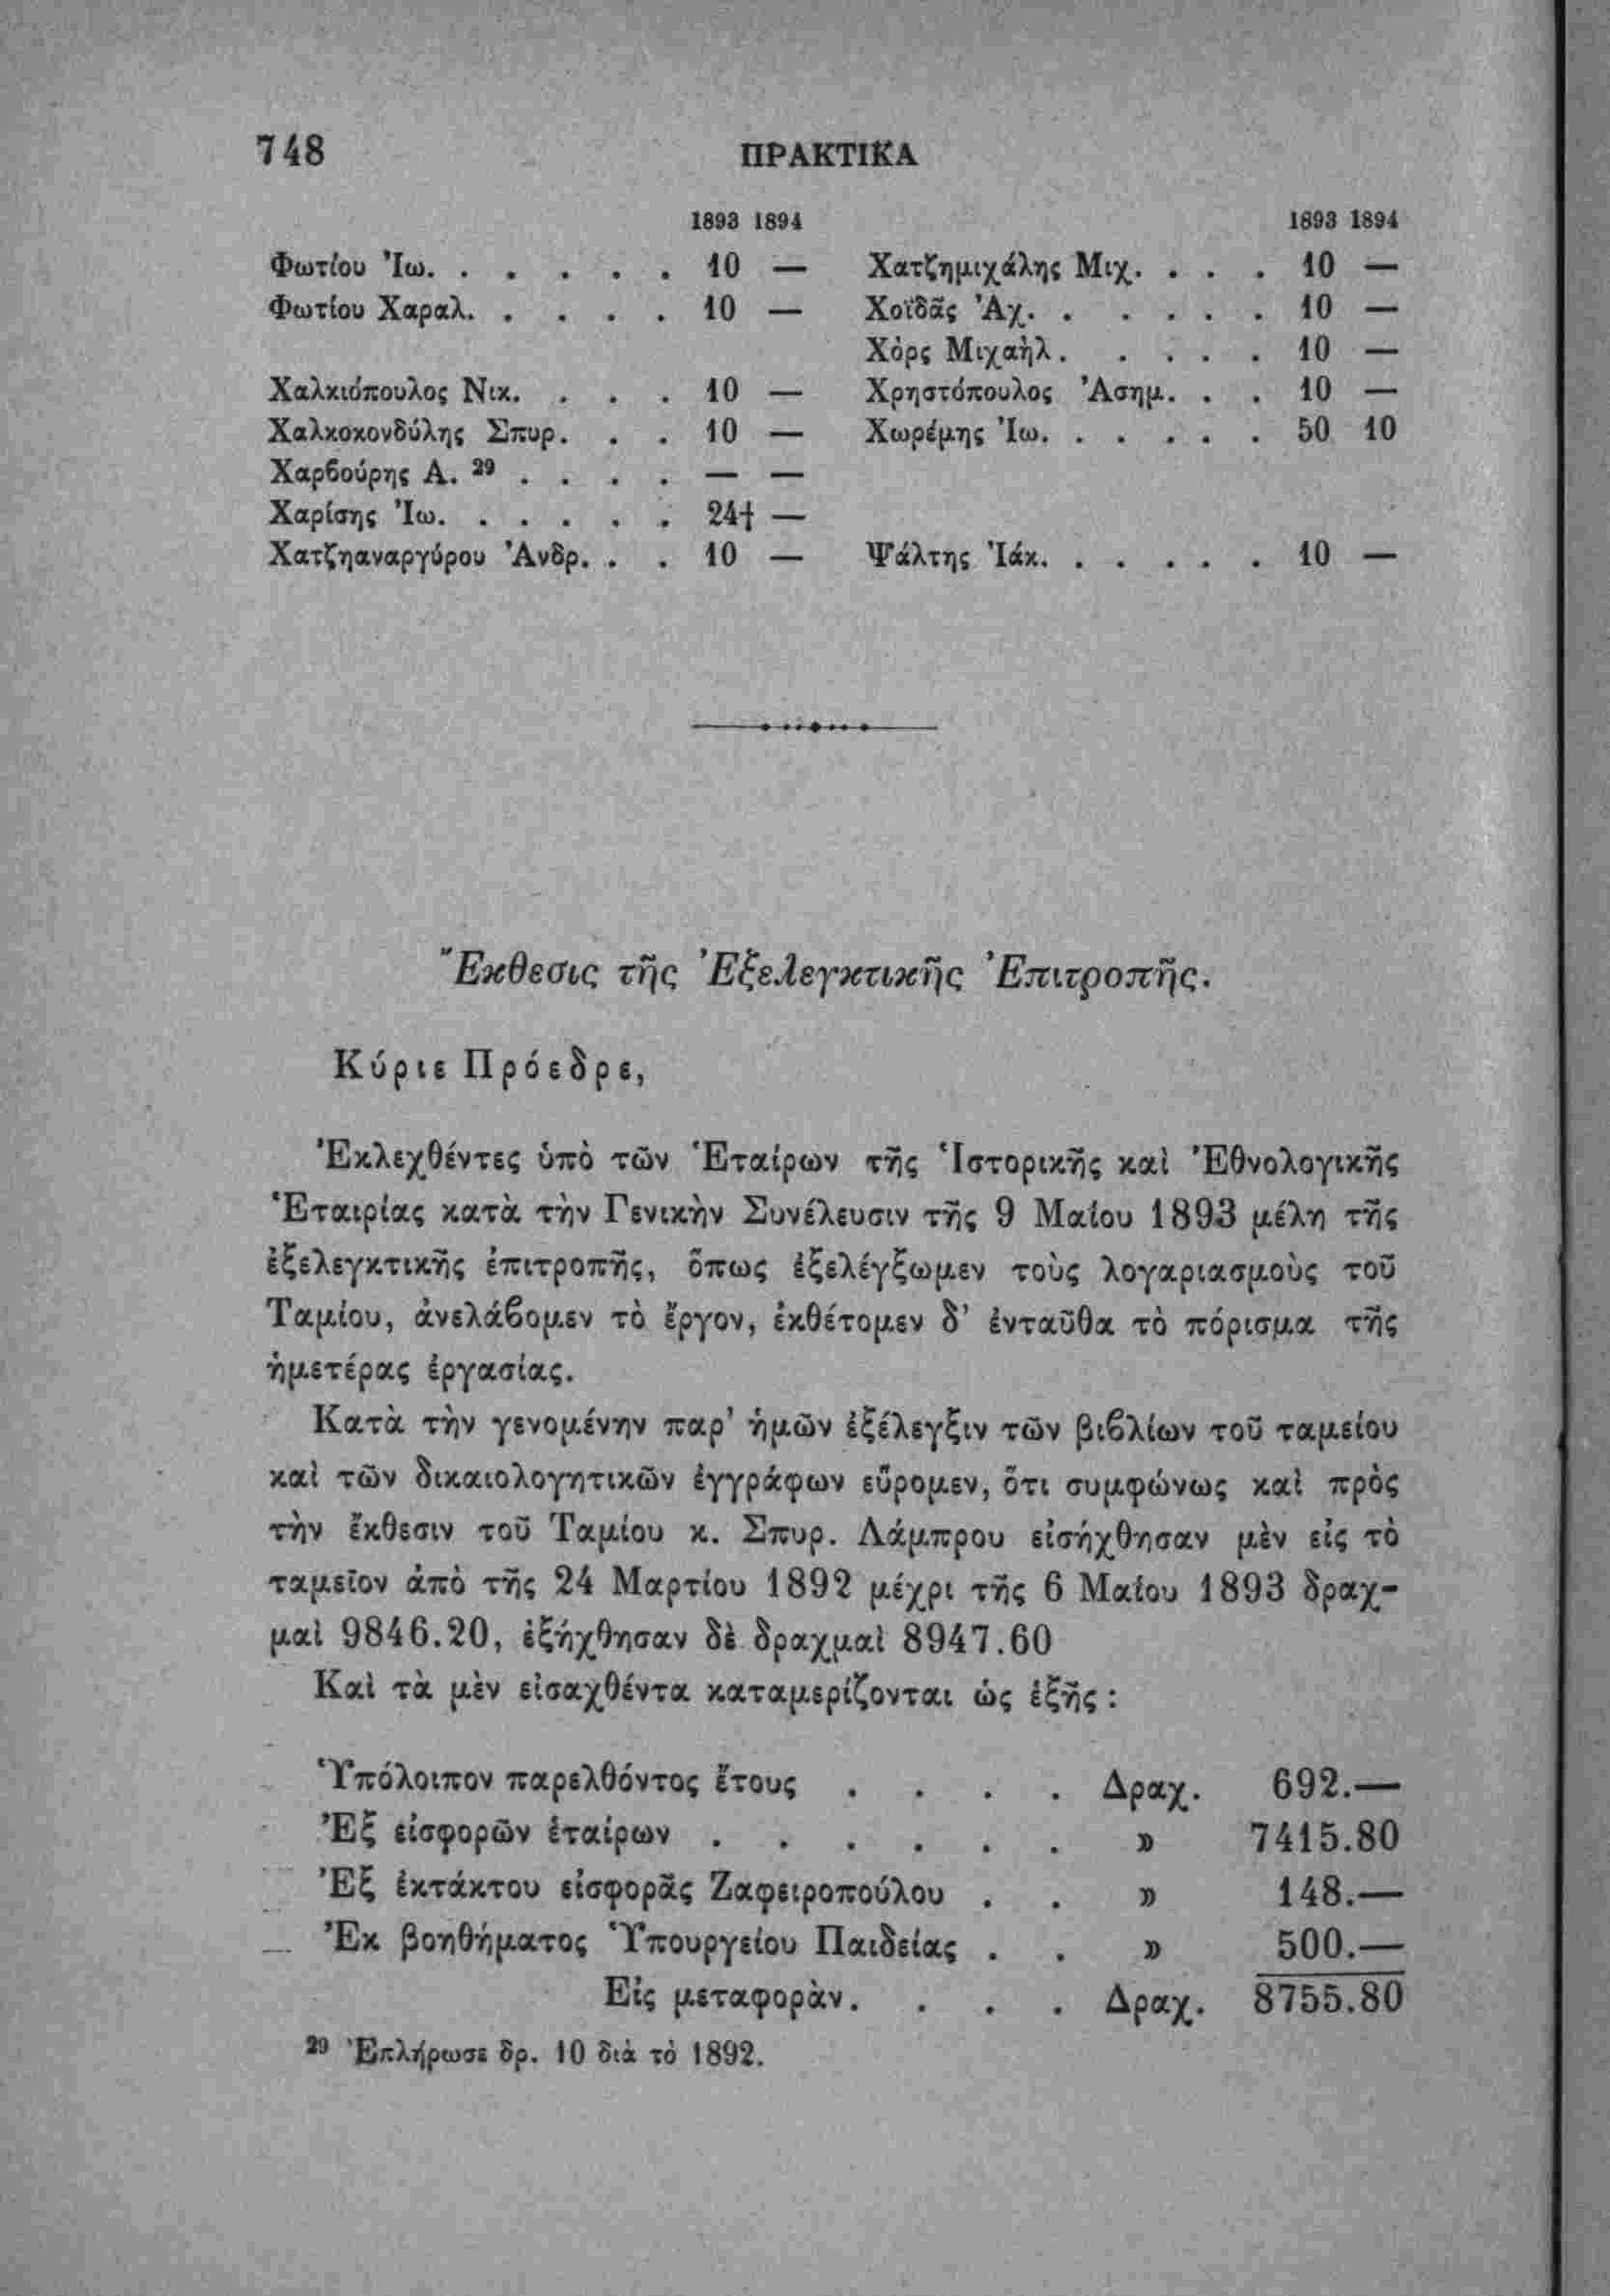 748 ΠΡΑΚΤΙΚΑ
1893 1894
Φωτίου Ἰω. . . . . . 10 —
Φωτίου Χαραλ. . . . . 10 —
Χαλκιόπουλος Νικ. . . . 10 —
Χαλκοκονδύλης Σπυρ. . . 10 —
Χαρβούρης Α. ²⁹ . . . . — —
Χαρίσης Ἰω. . . . . . 24† —
Χατζηαναργύρου Ἀνδρ. . . 10 —
1893 1894
Χατζημιχάλης Μιχ. . . . 10 —
Χοϊδᾶς Ἀχ. . . . . . 10 —
Χὸρς Μιχαὴλ. . . . . 10 —
Χρηστόπουλος Ἀσημ. . . 10 —
Χωρέμης Ἰω. . . . . . 50 10
Ψάλτης Ἰάκ. . . . . . 10 —
Ἔκθεσις τῆς Ἐξελεγκτικῆς Ἐπιτροπῆς.
Κύριε Πρόεδρε,
Ἐκλεχθέντες ὑπὸ τῶν Ἑταίρων τῆς Ἱστορικῆς καὶ Ἐθνολογικῆς
Ἑταιρίας κατὰ τὴν Γενικὴν Συνέλευσιν τῆς 9 Μαΐου 1893 μέλη τῆς
ἐξελεγκτικῆς ἐπιτροπῆς, ὅπως ἐξελέγξωμεν τοὺς λογαριασμοὺς τοῦ
Ταμίου, ἀνελάβομεν τὸ ἔργον, ἐκθέτομεν δ’ ἐνταῦθα τὸ πόρισμα τῆς
ἡμετέρας ἐργασίας.
Κατὰ τὴν γενομένην παρ’ ἡμῶν ἐξέλεγξιν τῶν βιβλίων τοῦ ταμείου
καὶ τῶν δικαιολογητικῶν ἐγγράφων εὕρομεν, ὅτι συμφώνως καὶ πρὸς
τὴν ἔκθεσιν τοῦ Ταμίου κ. Σπυρ. Λάμπρου εἰσήχθησαν μὲν εἰς τὸ
ταμεῖον ἀπὸ τῆς 24 Μαρτίου 1892 μέχρι τῆς 6 Μαΐου 1893 δραχ-
μαὶ 9846.20, ἐξήχθησαν δὲ δραχμαὶ 8947.60
Καὶ τὰ μὲν εἰσαχθέντα καταμερίζονται ὡς ἑξῆς :
Ὑπόλοιπον παρελθόντος ἔτους . . . . Δραχ. 692.—
Ἐξ εἰσφορῶν ἑταίρων . . . . . . » 7415.80
Ἐξ ἐκτάκτου εἰσφορᾶς Ζαφειροπούλου . . » 148.—
Ἐκ βοηθήματος Ὑπουργείου Παιδείας . . » 500.—
Εἰς μεταφορὰν. . . . . Δραχ. 8755.80
²⁹ Ἐπλήρωσε δρ. 10 διὰ τὸ 1892.